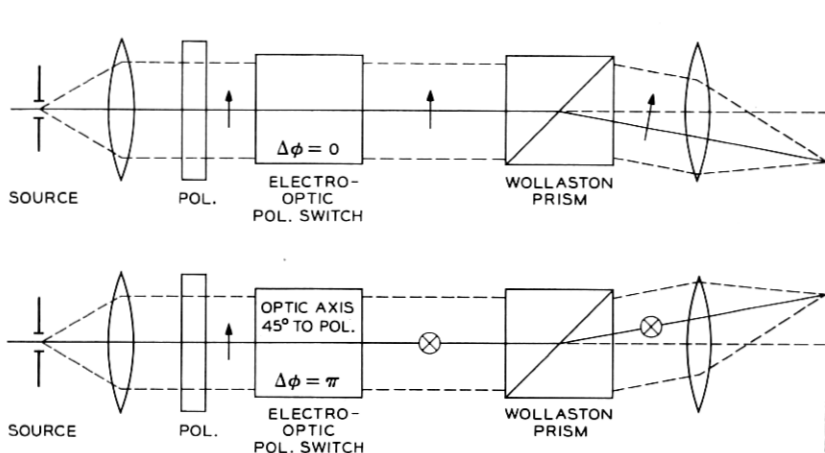 Δϕ = 0
SOURCE
POL.
ELECTRO-
OPTIC
POL. SWITCH
WOLLASTON
PRISM
OPTIC AXIS
45° TO POL.
Δϕ = π
SOURCE
POL.
ELECTRO-
OPTIC
POL. SWITCH
WOLLASTON
PRISM